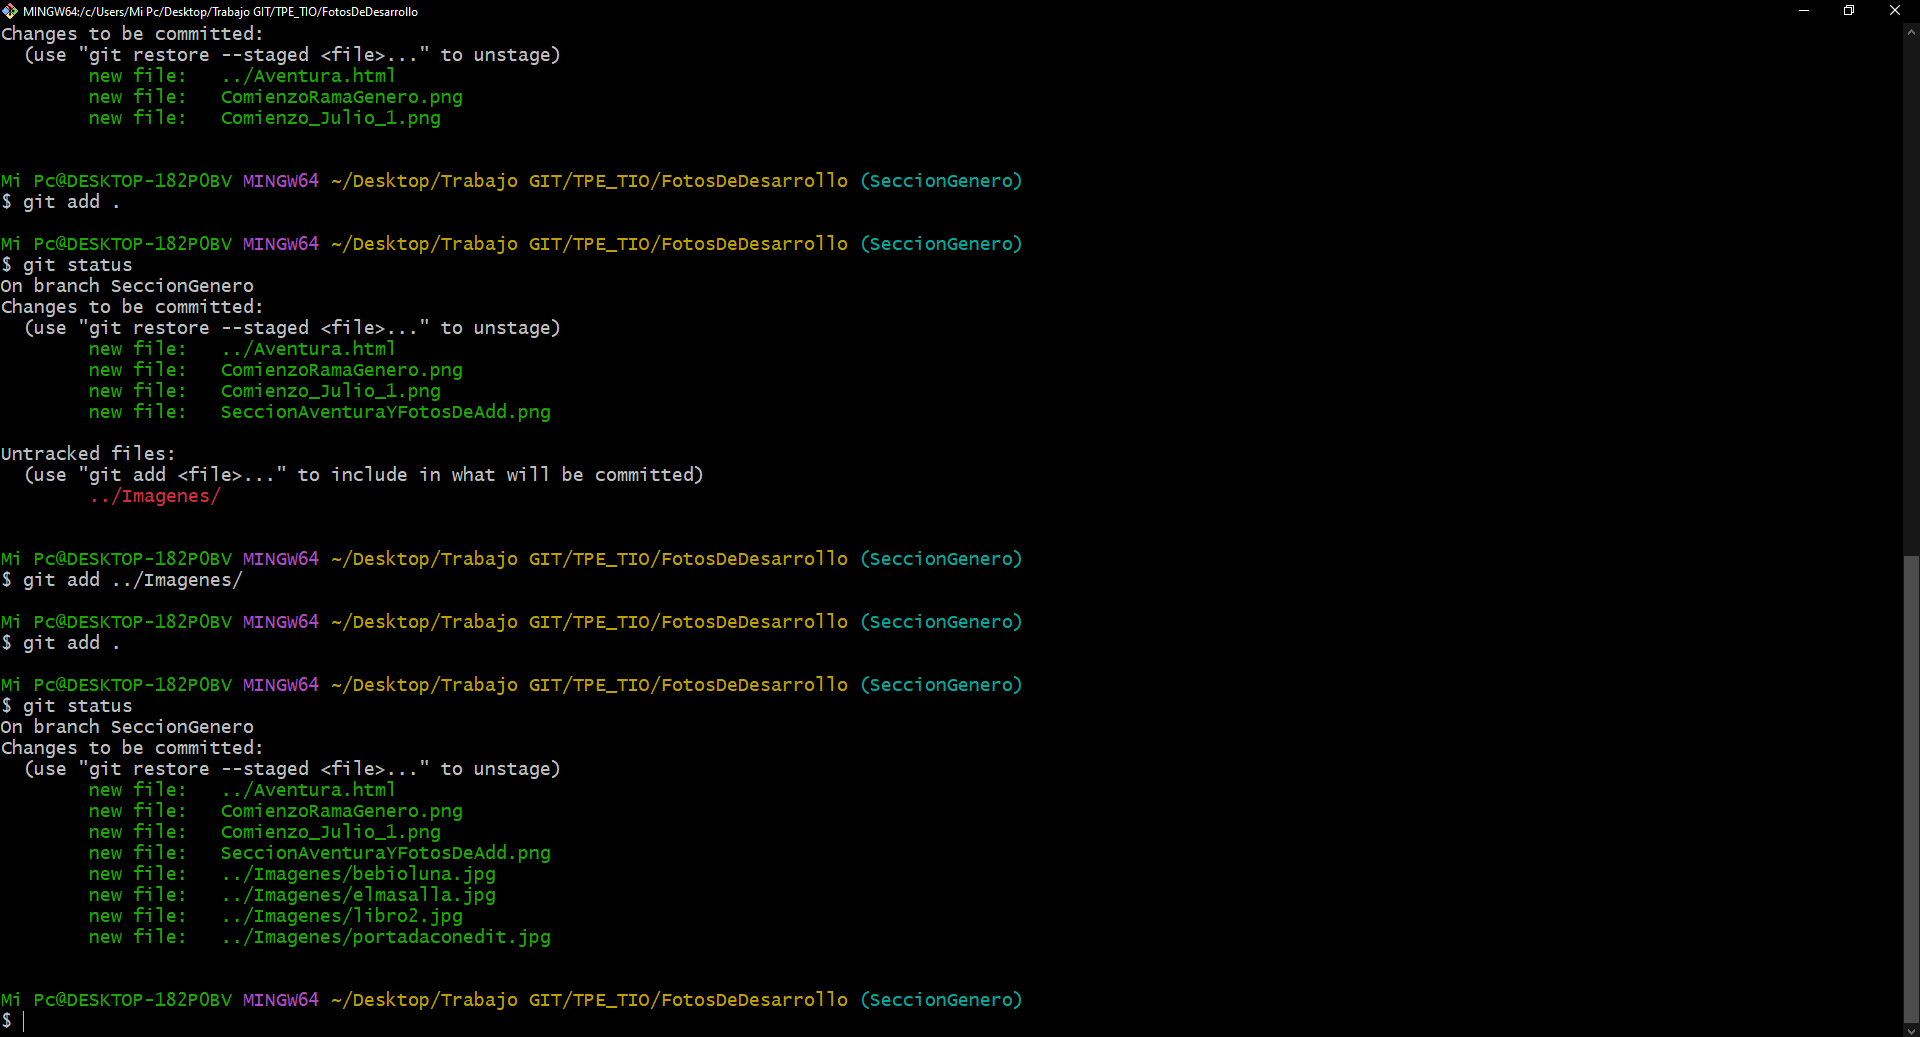 MINGW64:/c/Users/Mi Pc/Desktop/Trabajo GIT/TPE_TIO/FotosDeDesarrollo
Changes to be committed:
  (use "git restore --staged <file>..." to unstage)
        new file:   ../Aventura.html
        new file:   ComienzoRamaGenero.png
        new file:   Comienzo_Julio_1.png
Mi Pc@DESKTOP-182P0BV MINGW64 ~/Desktop/Trabajo GIT/TPE_TIO/FotosDeDesarrollo (SeccionGenero)
$ git add .
Mi Pc@DESKTOP-182P0BV MINGW64 ~/Desktop/Trabajo GIT/TPE_TIO/FotosDeDesarrollo (SeccionGenero)
$ git status
On branch SeccionGenero
Changes to be committed:
  (use "git restore --staged <file>..." to unstage)
        new file:   ../Aventura.html
        new file:   ComienzoRamaGenero.png
        new file:   Comienzo_Julio_1.png
        new file:   SeccionAventuraYFotosDeAdd.png
Untracked files:
  (use "git add <file>..." to include in what will be committed)
        ../Imagenes/
Mi Pc@DESKTOP-182P0BV MINGW64 ~/Desktop/Trabajo GIT/TPE_TIO/FotosDeDesarrollo (SeccionGenero)
$ git add ../Imagenes/
Mi Pc@DESKTOP-182P0BV MINGW64 ~/Desktop/Trabajo GIT/TPE_TIO/FotosDeDesarrollo (SeccionGenero)
$ git add .
Mi Pc@DESKTOP-182P0BV MINGW64 ~/Desktop/Trabajo GIT/TPE_TIO/FotosDeDesarrollo (SeccionGenero)
$ git status
On branch SeccionGenero
Changes to be committed:
  (use "git restore --staged <file>..." to unstage)
        new file:   ../Aventura.html
        new file:   ComienzoRamaGenero.png
        new file:   Comienzo_Julio_1.png
        new file:   SeccionAventuraYFotosDeAdd.png
        new file:   ../Imagenes/bebioluna.jpg
        new file:   ../Imagenes/elmasalla.jpg
        new file:   ../Imagenes/libro2.jpg
        new file:   ../Imagenes/portadaconedit.jpg
Mi Pc@DESKTOP-182P0BV MINGW64 ~/Desktop/Trabajo GIT/TPE_TIO/FotosDeDesarrollo (SeccionGenero)
$